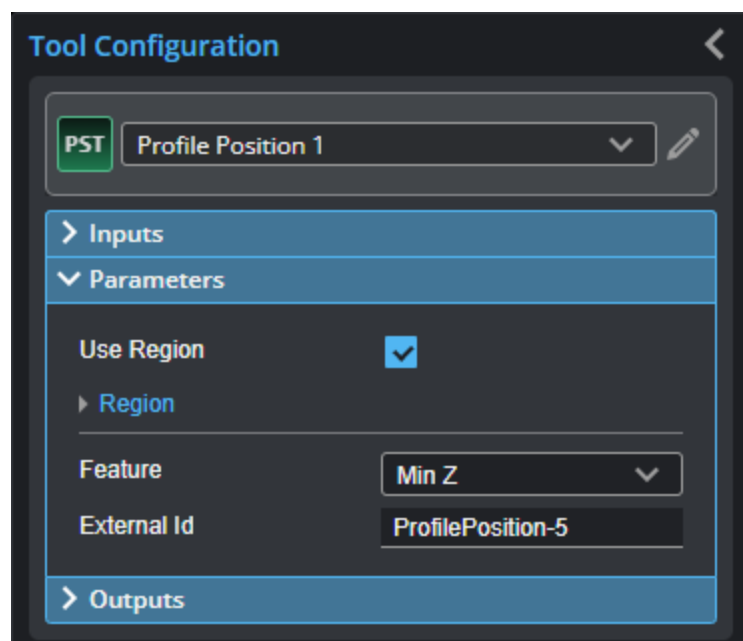 Tool Configuration
PST Profile Position 1
Inputs
Parameters
Use Region
Region
Feature Min Z
External Id ProfilePosition-5
Outputs